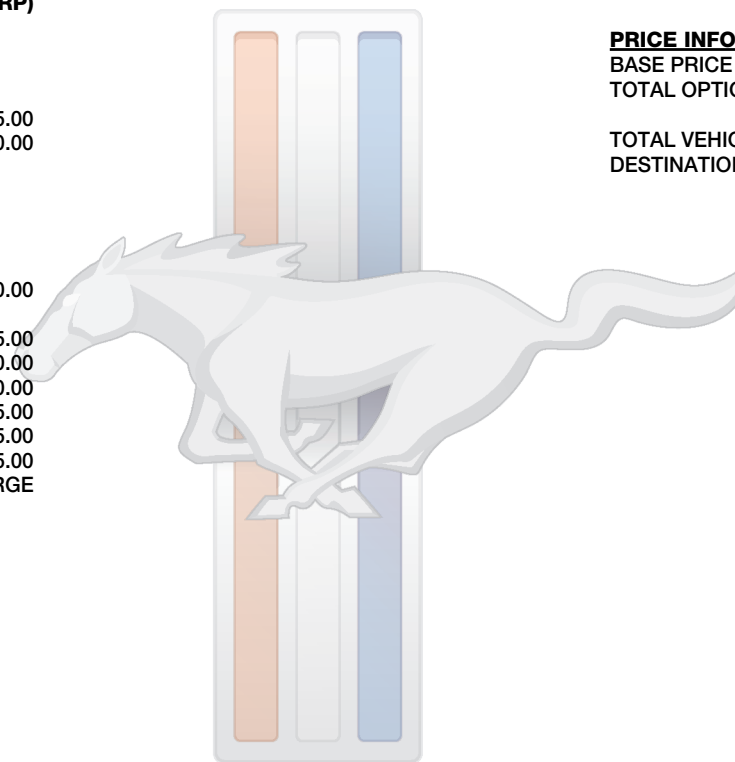 RP)
5.00
0.00
0.00
5.00
0.00
0.00
5.00
5.00
5.00
RGE
PRICE INFO
BASE PRICE
TOTAL OPTIO
TOTAL VEHIC
DESTINATION